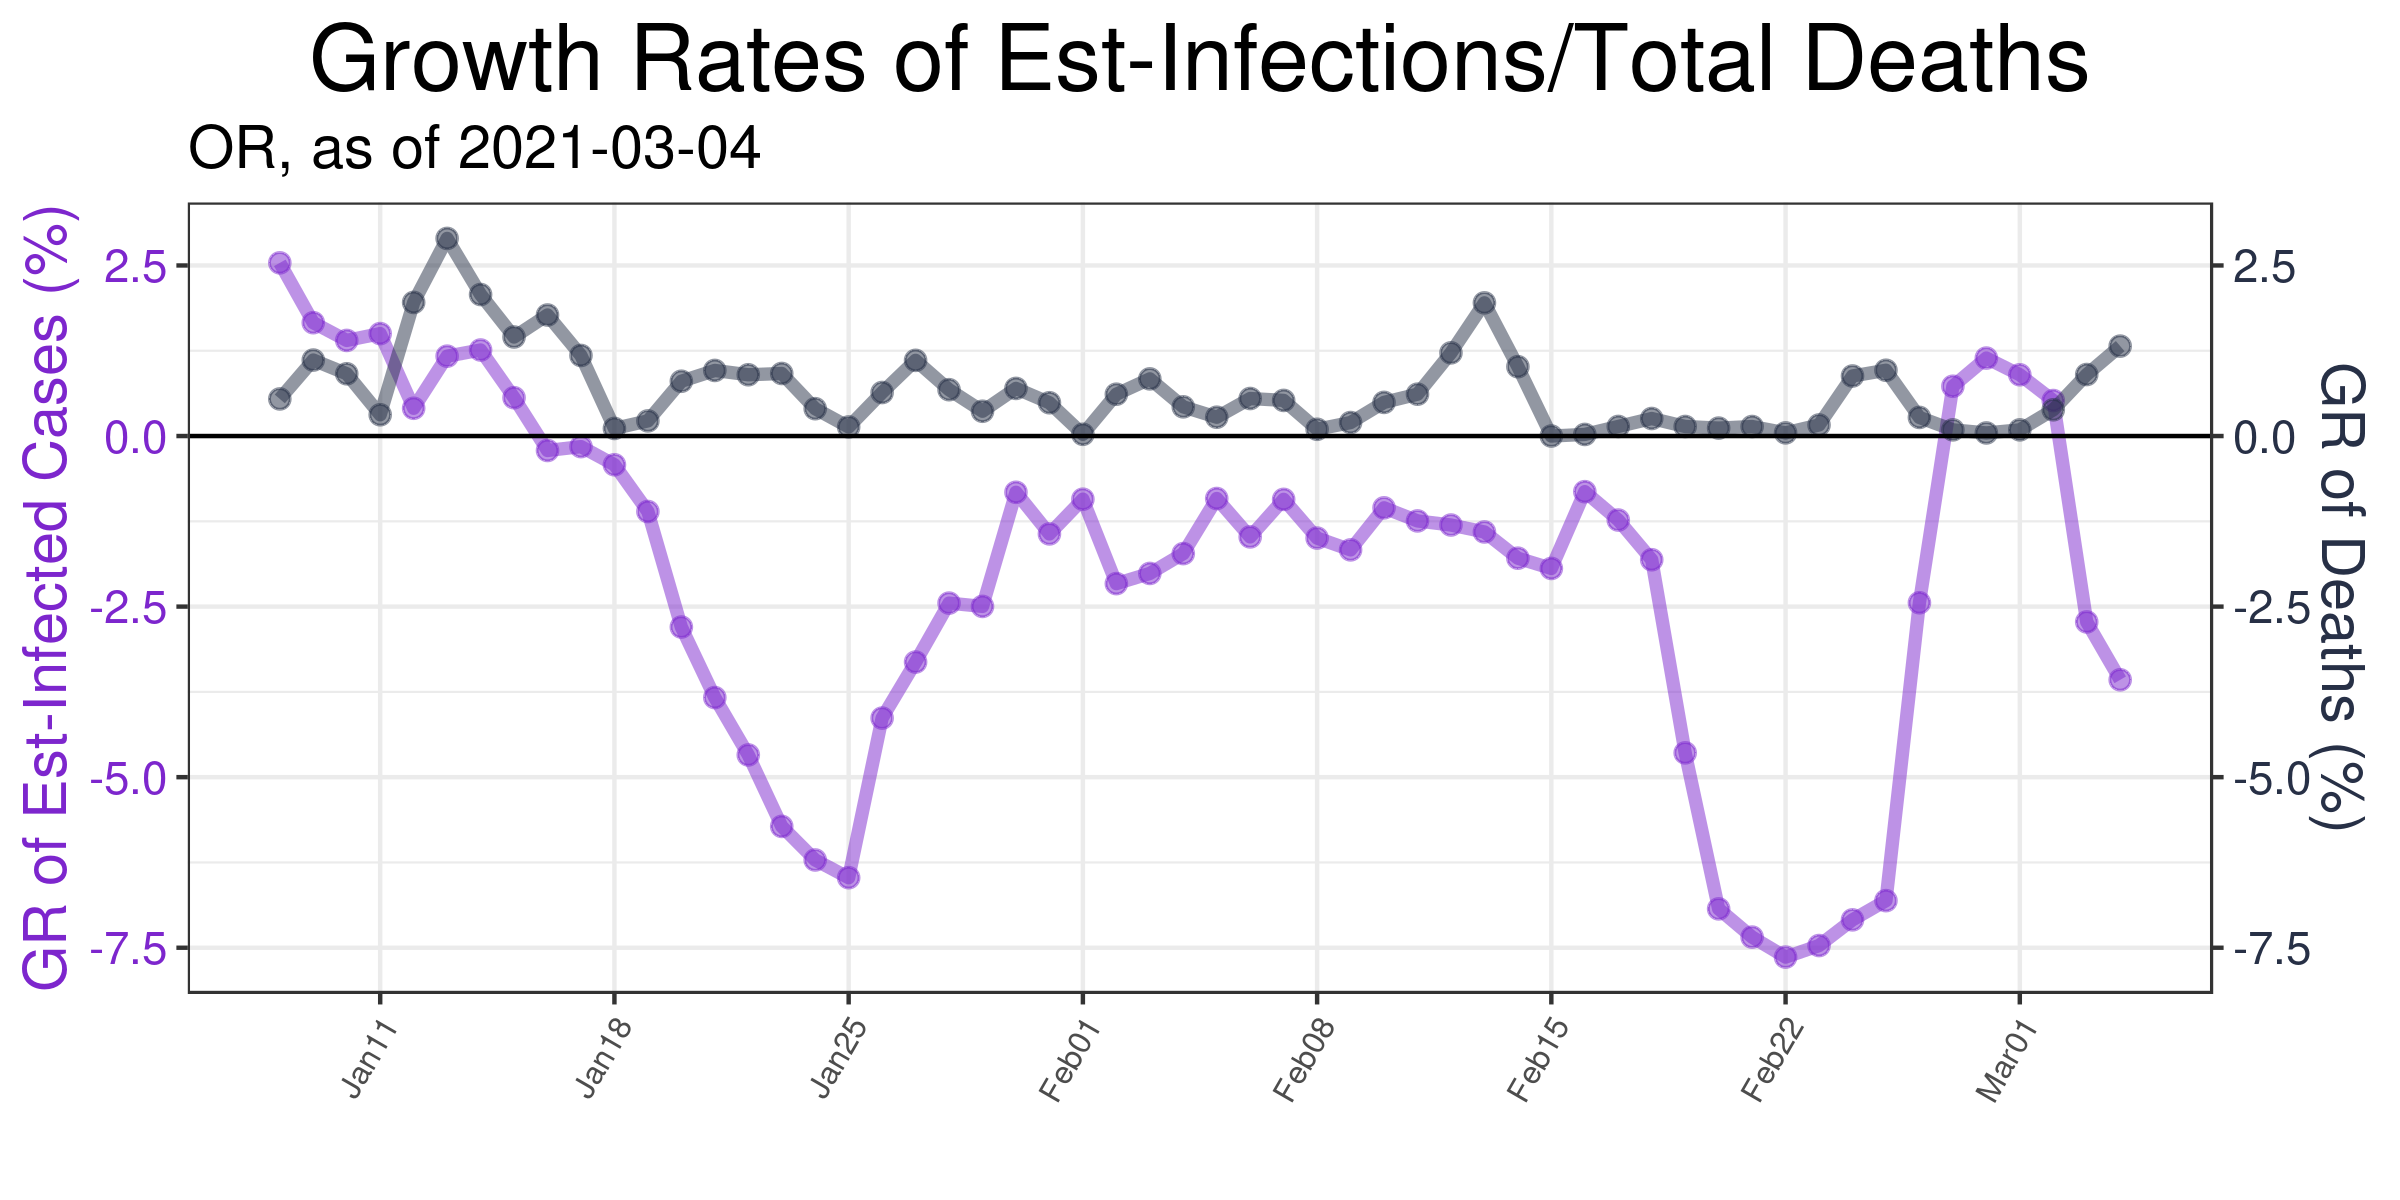 Growth Rates of Est-Infections/Total Deaths
OR, as of 2021-03-04
GR of Est-Infected Cases (%)
2.5
0.0
-2.5
-5.0
-7.5
2.5
0.0
-2.5
-5.0
-7.5
GR of Deaths (%)
Jan11
Jan18
Jan25
Feb01
Feb08
Feb15
Feb22
Mar01